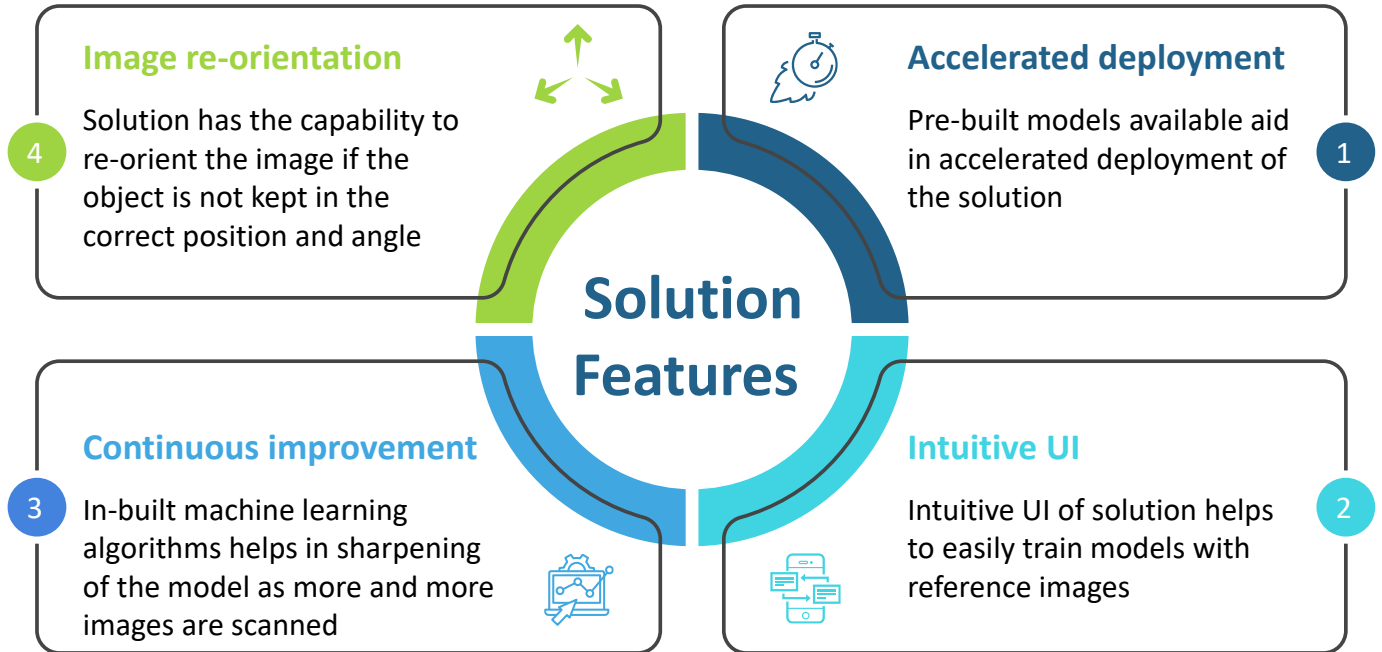 Image re-orientation
Solution has the capability to
re-orient the image if the
object is not kept in the
correct position and angle
4
Accelerated deployment
Pre-built models available aid
in accelerated deployment of
the solution
1
Solution
Features
Continuous improvement
In-built machine learning
algorithms helps in sharpening
of the model as more and more
images are scanned
3
Intuitive UI
Intuitive UI of solution helps
to easily train models with
reference images
2